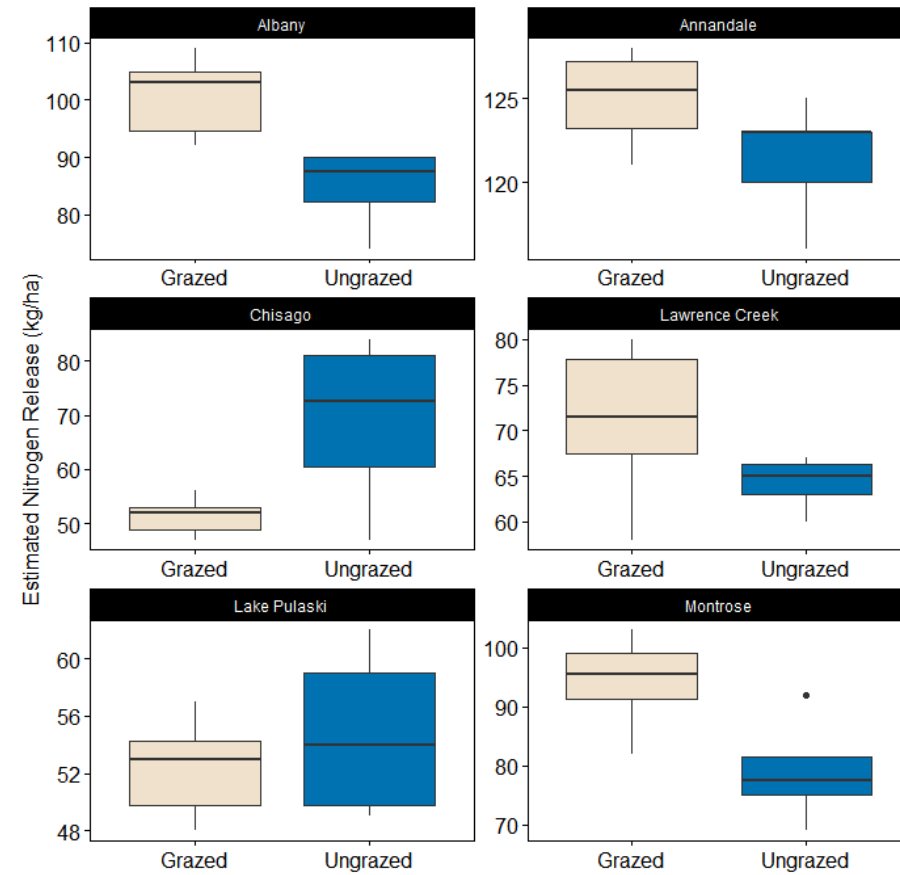 Estimated Nitrogen Release (kg/ha)
Albany
110
100
90
80
Grazed Ungrazed
Annandale
125
120
Grazed Ungrazed
Chisago
80
70
60
50
Grazed Ungrazed
Lawrence Creek
80
75
70
65
60
Grazed Ungrazed
Lake Pulaski
60
56
52
48
Grazed Ungrazed
Montrose
100
90
80
70
Grazed Ungrazed